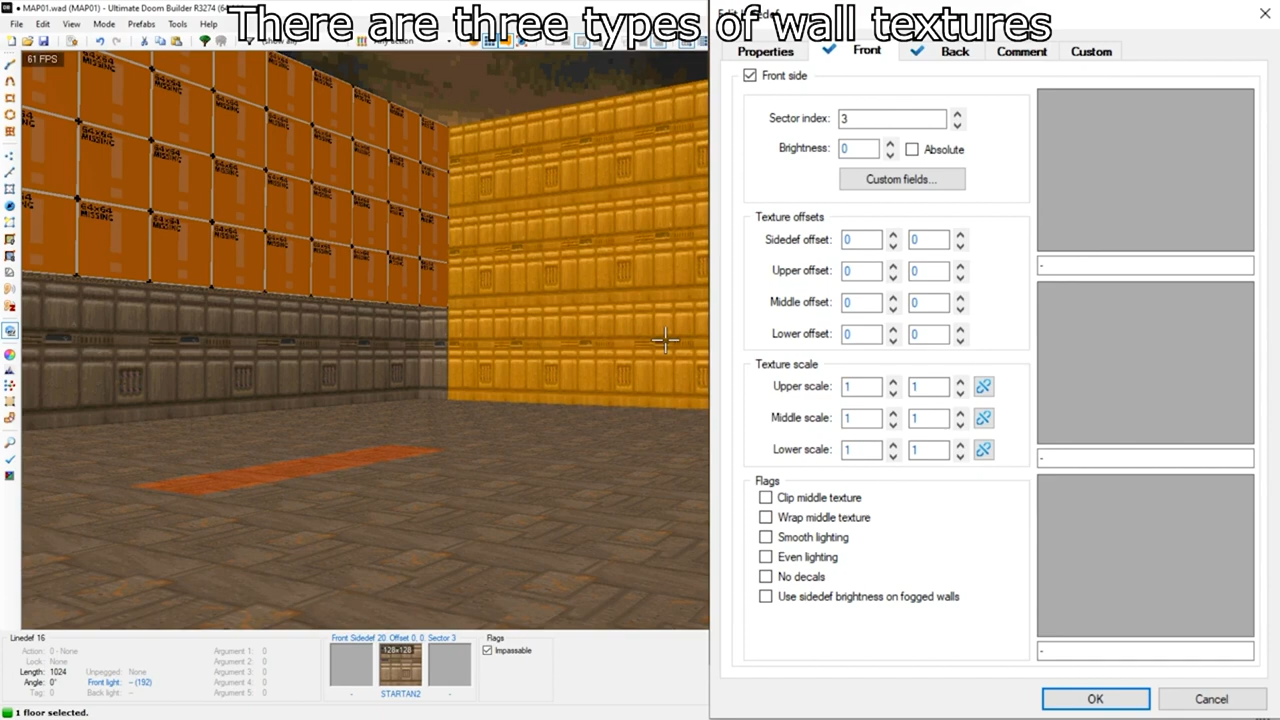 MAP01.wad (MAP01) - Ultimate Doom Builder R3274
There are three types of wall textures
File Edit View Mode Prefabs Tools Help
61 FPS
64x64
MISSING
Properties
Front
Back
Comment
Custom
Front side
Sector index: 3
Brightness: 0
Absolute
Custom fields...
Texture offsets
Sidedef offset: 0 0
Upper offset: 0 0
Middle offset: 0 0
Lower offset: 0 0
Texture scale
Upper scale: 1 1
Middle scale: 1 1
Lower scale: 1 1
Flags
Clip middle texture
Wrap middle texture
Smooth lighting
Even lighting
No decals
Use sidedef brightness on fogged walls
-
-
-
OK
Cancel
Linedef 16
Action: 0 - None
Lock: None
Length: 1024
Angle: 0°
Tag: 0
Unpegged: None
Front light: -- (192)
Back light: --
Argument 1: 0
Argument 2: 0
Argument 3: 0
Argument 4: 0
Argument 5: 0
Front Sidedef 20. Offset 0, 0. Sector 3
128x128
- STARTAN2 -
Flags
Impassable
1 floor selected.